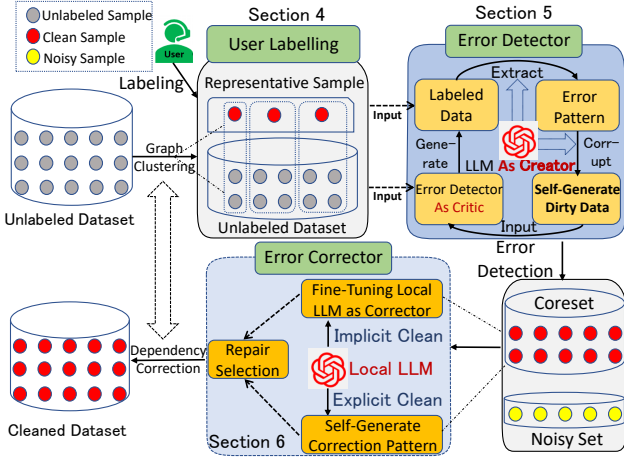 Unlabeled Sample
Clean Sample
Noisy Sample
User
Labeling
Section 4
User Labelling
Representative Sample
Unlabeled Dataset
Graph
Clustering
Unlabeled Dataset
Input
Input
Section 5
Error Detector
Extract
Labeled
Data
Error
Pattern
Gene-
rate
LLM As Creator
Corr-
upt
Error Detector
As Critic
Self-Generate
Dirty Data
Input
Error
Detection
Error Corrector
Fine-Tuning Local
LLM as Corrector
Implicit Clean
Repair
Selection
Local LLM
Explicit Clean
Self-Generate
Correction Pattern
Section 6
Coreset
Noisy Set
Dependency
Correction
Cleaned Dataset